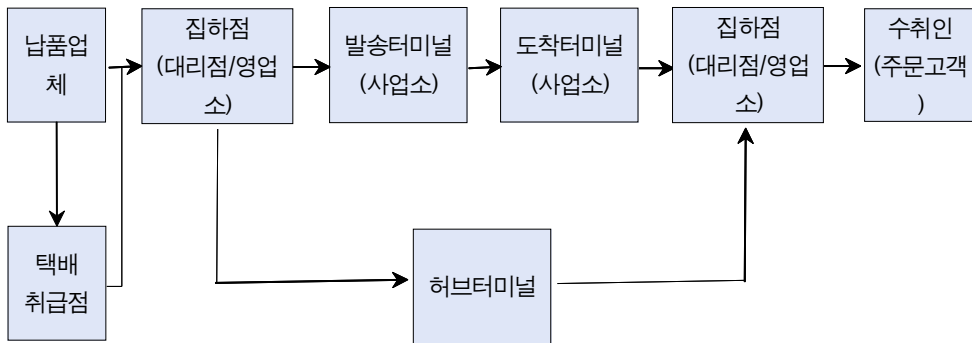 납품업
체
집하점
(대리점/영업
소)
발송터미널
(사업소)
도착터미널
(사업소)
집하점
(대리점/영업
소)
수취인
(주문고객
)
택배
취급점
허브터미널